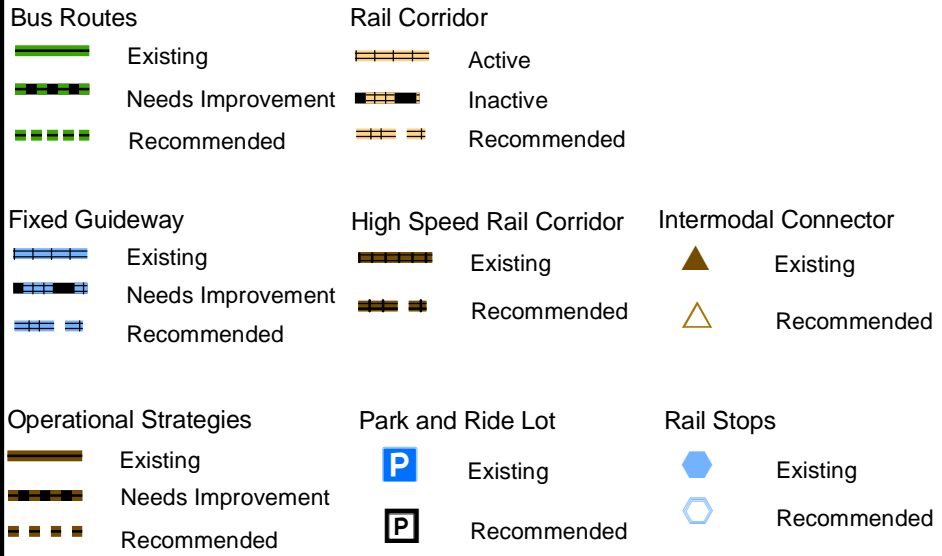 Bus Routes
Existing
Needs Improvement
Recommended
Rail Corridor
Active
Inactive
Recommended
Fixed Guideway
Existing
Needs Improvement
Recommended
High Speed Rail Corridor
Existing
Recommended
Intermodal Connector
Existing
Recommended
Operational Strategies
Existing
Needs Improvement
Recommended
Park and Ride Lot
P Existing
P Recommended
Rail Stops
Existing
Recommended